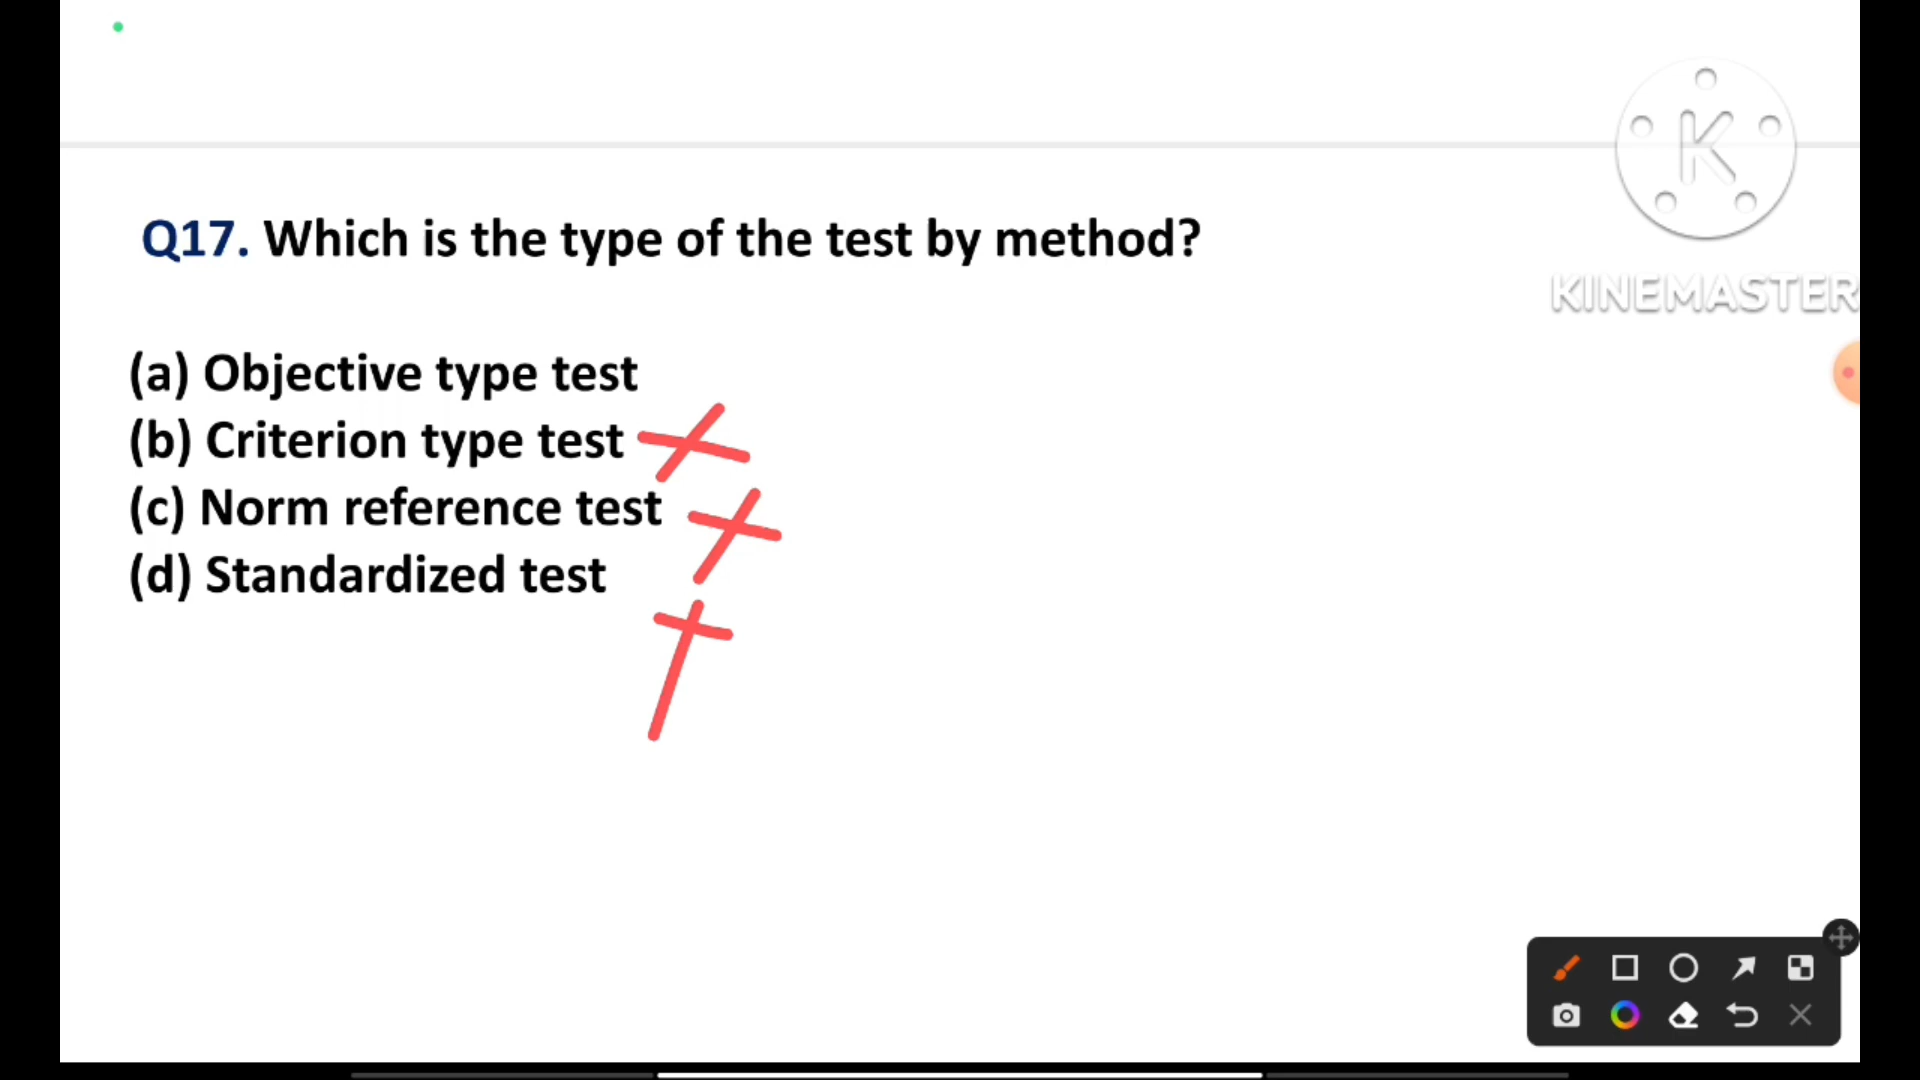 KINEMASTER
Q17. Which is the type of the test by method?
(a) Objective type test
(b) Criterion type test
(c) Norm reference test
(d) Standardized test